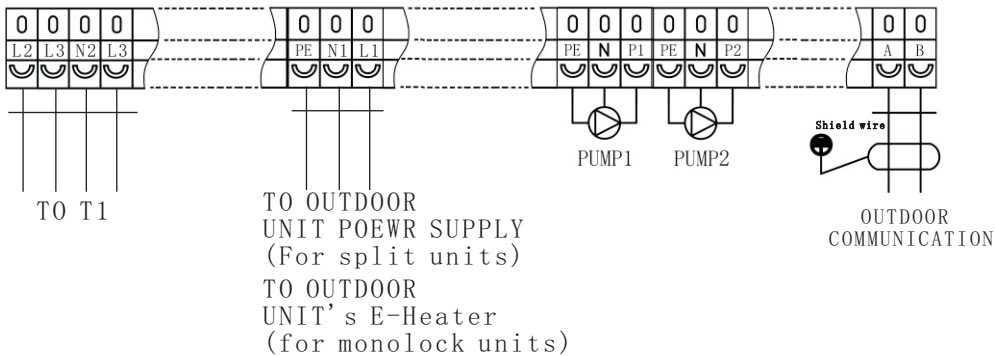 0 0 0 0 0 0 0 0 0 0 0 0 0 0 0
L2 L3 N2 L3 PE N1 L1 PE N P1 PE N P2 A B
Shield wire
PUMP1 PUMP2
TO T1
TO OUTDOOR
UNIT POEWR SUPPLY
(For split units)
TO OUTDOOR
UNIT's E-Heater
(for monolock units)
OUTDOOR
COMMUNICATION